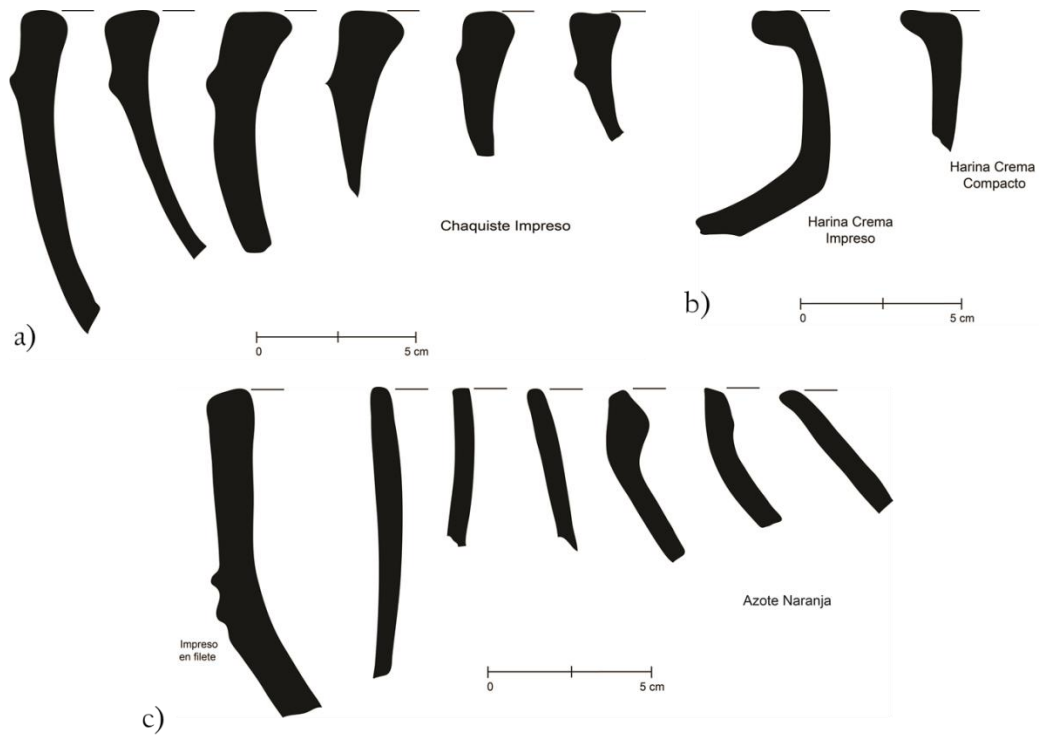 Chaquiste Impreso
a)
0
5 cm
Harina Crema
Compacto
Harina Crema
Impreso
b)
0
5 cm
Azote Naranja
Impreso
en filete
c)
0
5 cm